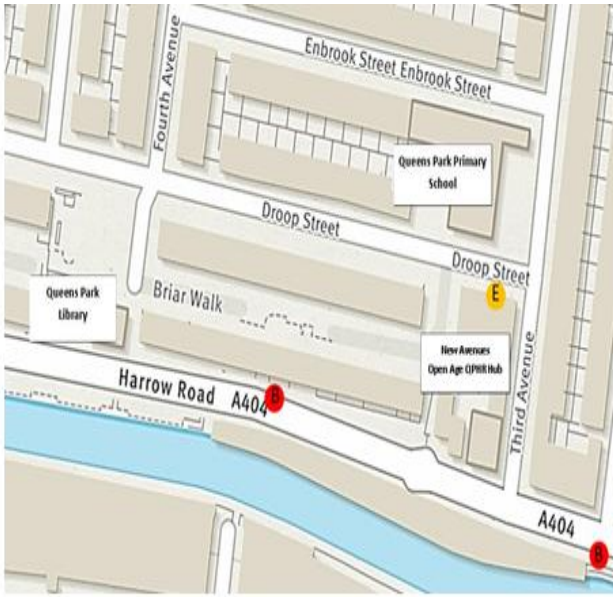 Enbrook Street Enbrook Street
Fourth Avenue
Queens Park Primary
School
Droop Street
Droop Street
E
Queens Park
Library
Briar Walk
New Avenues
Open Age QPHR Hub
Third Avenue
Harrow Road A404
B
A404
B